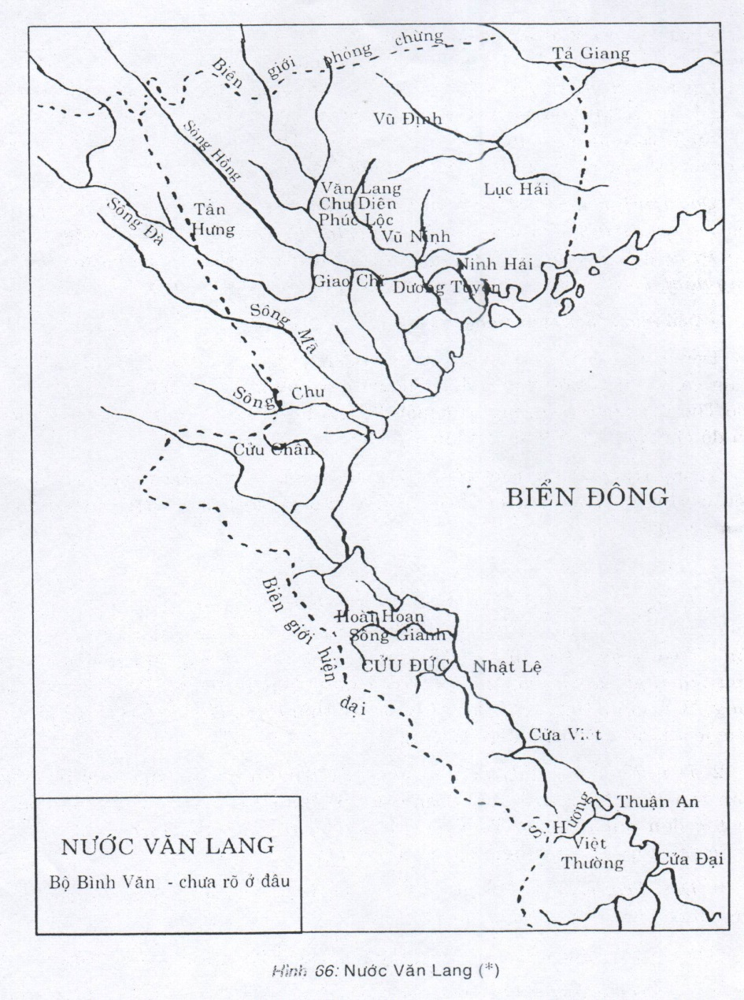 Biên giới phỏng chừng
Tả Giang
Vũ Định
Sông Hồng
Lục Hải
Văn Lang
Chu Diên
Phúc Lộc
Tân
Hưng
Sông Đà
Vũ Ninh
Ninh Hải
Giao Chỉ
Dương Tuyên
Sông Mã
Sông Chu
Cửu Chân
BIỂN ĐÔNG
Biên giới hiện đại
Hoài Hoan
Sông Gianh
CỬU ĐỨC
Nhật Lệ
Cửa
Thuận An
S. Hương
Việt
Thường
Cửa Đại
NƯỚC VĂN LANG
Bộ Bình Văn - chưa rõ ở đâu
Hình 66: Nước Văn Lang (*)